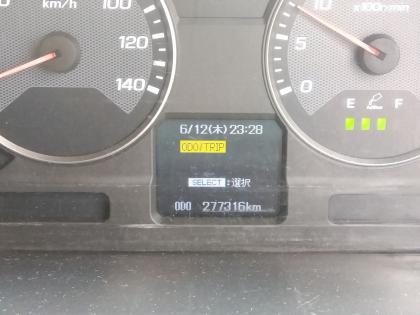 km/h
100
120
140
x100r/min
10
5
0
E F
6/12(木)23:28
ODO/TRIP
SELECT:選択
ODO 277316km